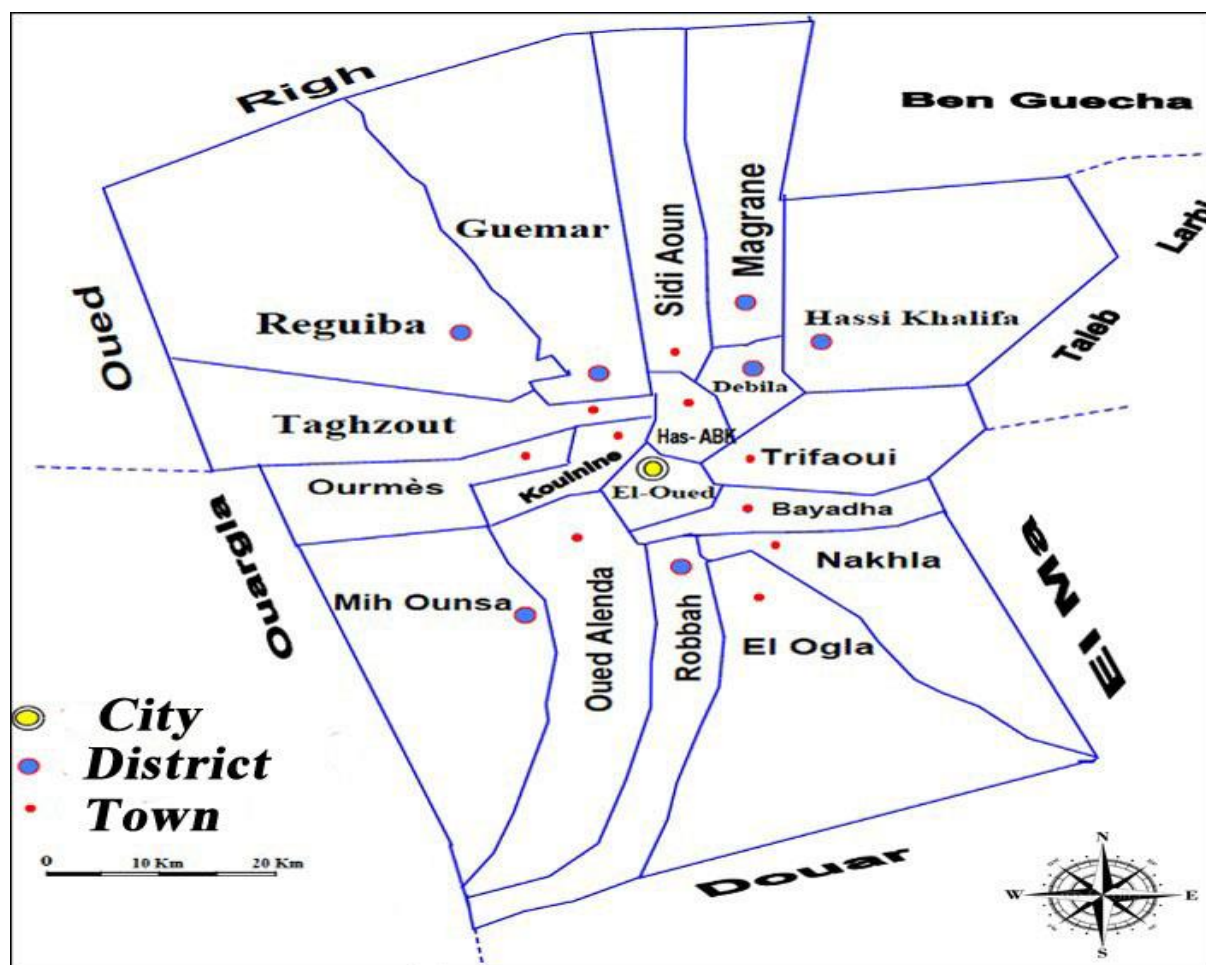 Righ
Ben Guecha
Guemar
Sidi Aoun
Magrane
Larby
Oued
Reguiba
Hassi Khalifa
Taleb
Debila
Taghzout
Has- ABK
Trifaoui
Ourmès
Kouinine
El-Oued
Bayadha
Ouargla
Mih Ounsa
Oued Alenda
Robbah
Nakhla
El Ogla
El Ma
City
District
Town
0 10 Km 20 Km
Douar
N
W E
S